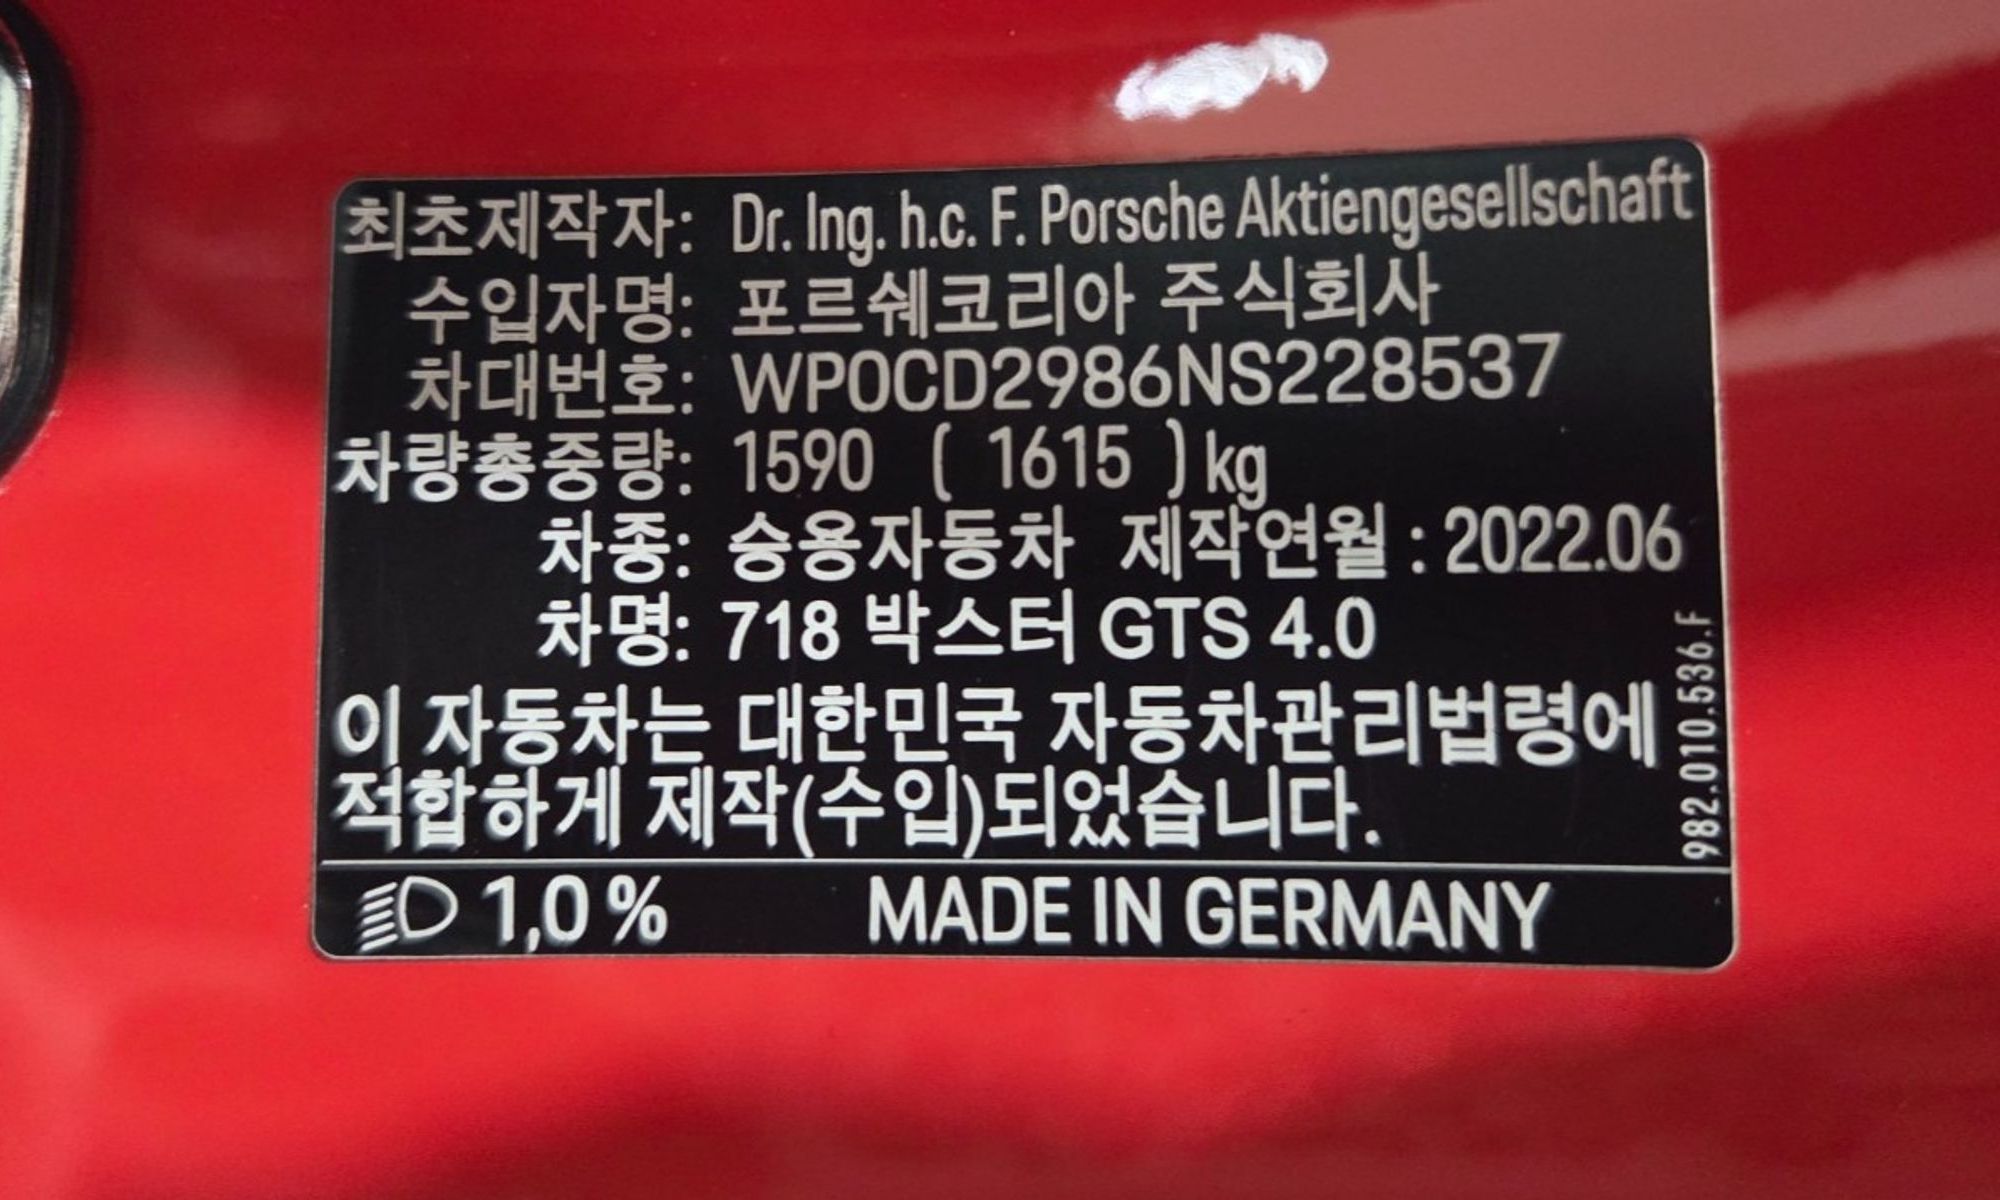 최초제작자: Dr. Ing. h.c. F. Porsche Aktiengesellschaft
수입자명: 포르쉐코리아 주식회사
차대번호: WP0CD2986NS228537
차량총중량: 1590 ( 1615 ) kg
차종: 승용자동차 제작연월 : 2022.06
차명: 718 박스터 GTS 4.0
이 자동차는 대한민국 자동차관리법령에
적합하게 제작(수입)되었습니다.
982.010.536.F
1,0 % MADE IN GERMANY